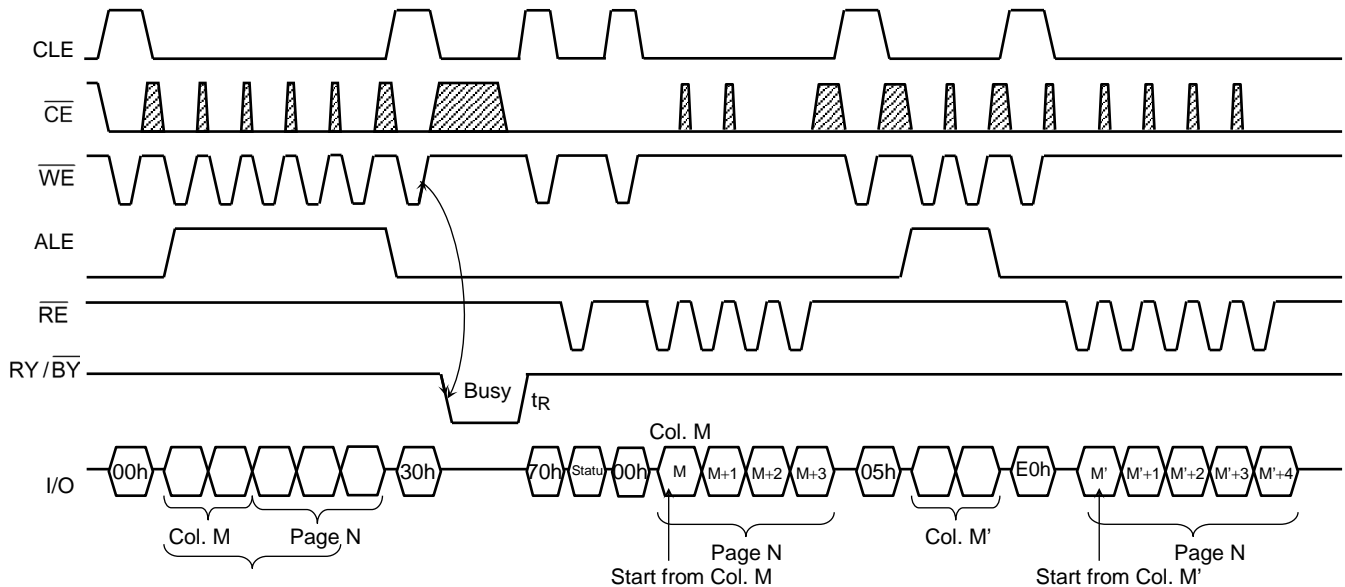 CLE
CE
WE
ALE
RE
RY / BY
Busy
tR
Col. M
I/O
00h
30h
70h
Statu
00h
M
M+1
M+2
M+3
05h
E0h
M'
M'+1
M'+2
M'+3
M'+4
Col. M
Page N
Page N
Col. M'
Page N
Start from Col. M
Start from Col. M'